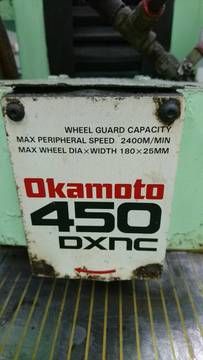 WHEEL GUARD CAPACITY
MAX PERIPHERAL SPEED 2400M/MIN
MAX WHEEL DIA×WIDTH 180×25MM
Okamoto
450
DXNC